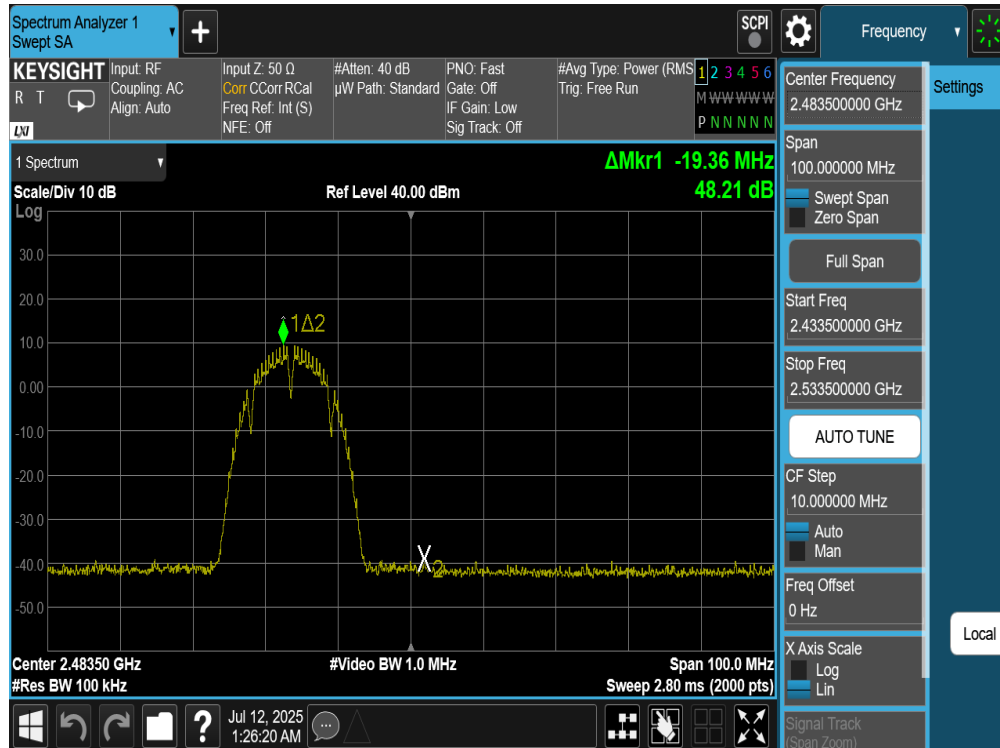 Spectrum Analyzer 1
Swept SA
+
SCPI
Frequency
KEYSIGHT
R T
LXI
Input: RF
Coupling: AC
Align: Auto
Input Z: 50 Ω
Corr CCorr RCal
Freq Ref: Int (S)
NFE: Off
#Atten: 40 dB
µW Path: Standard
PNO: Fast
Gate: Off
IF Gain: Low
Sig Track: Off
#Avg Type: Power (RMS
Trig: Free Run
1 2 3 4 5 6
M W W W W W
P N N N N N
1 Spectrum
ΔMkr1 -19.36 MHz
48.21 dB
Scale/Div 10 dB
Ref Level 40.00 dBm
Log
30.0
20.0
10.0
0.00
-10.0
-20.0
-30.0
-40.0
-50.0
1Δ2
X
2
Center 2.48350 GHz
#Video BW 1.0 MHz
Span 100.0 MHz
#Res BW 100 kHz
Sweep 2.80 ms (2000 pts)
Center Frequency
2.483500000 GHz
Settings
Span
100.000000 MHz
Swept Span
Zero Span
Full Span
Start Freq
2.433500000 GHz
Stop Freq
2.533500000 GHz
AUTO TUNE
CF Step
10.000000 MHz
Auto
Man
Freq Offset
0 Hz
Local
X Axis Scale
Log
Lin
Signal Track
(Span Zoom)
?
Jul 12, 2025
1:26:20 AM